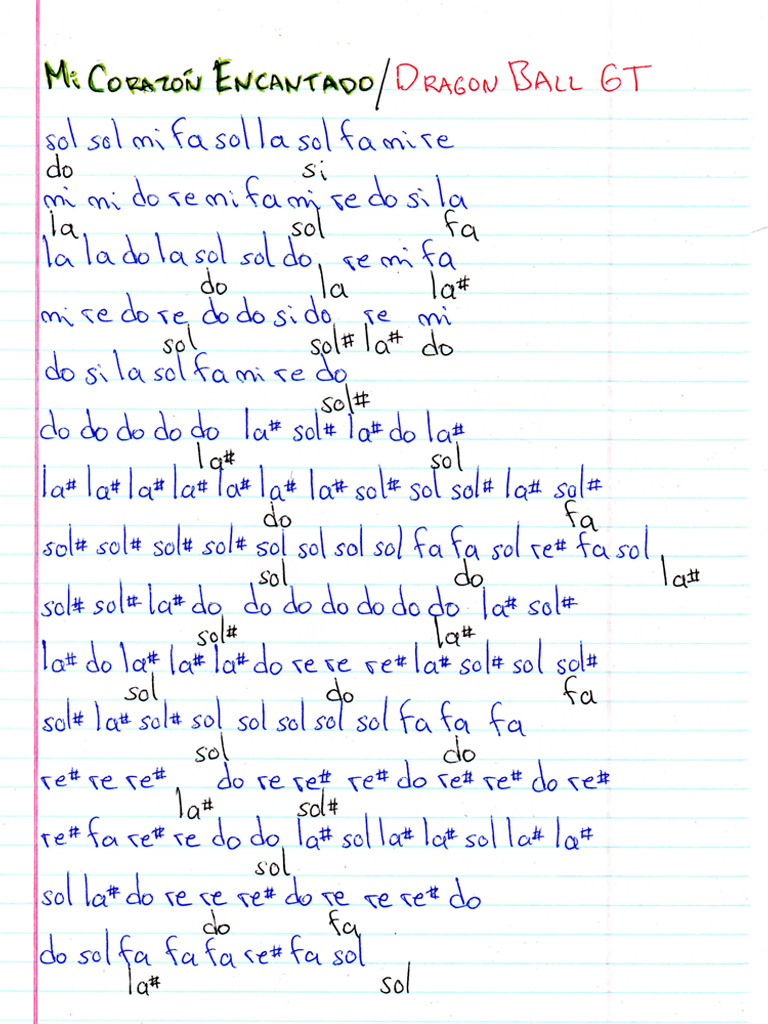 Mi Corazón Encantado/Dragon Ball GT
sol sol mi fa sol la sol fa mi re
do si
mi mi do re mi fa mi re do si la
la sol fa
la la do la sol sol do re mi fa
do la la#
mi re do re do do si do re mi
sol sol# la# do
do si la sol fa mi re do
sol#
do do do do do la# sol# la# do la#
la# sol
la# la# la# la# la# la# la# sol# sol sol# la# sol#
do fa
sol# sol# sol# sol# sol sol sol sol fa fa sol re# fa sol
sol do la#
sol# sol# la# do do do do do do do la# sol#
sol# la#
la# do la# la# la# do re re re# la# sol# sol sol#
sol do fa
sol# la# sol# sol sol sol sol sol fa fa fa
sol do
re# re re# do re re# re# do re# re# do re#
la# sol#
re# fa re# re do do la# sol la# la# sol la# la#
sol
sol la# do re re re# do re re re# do
do fa
do sol fa fa fa re# fa sol
la# sol